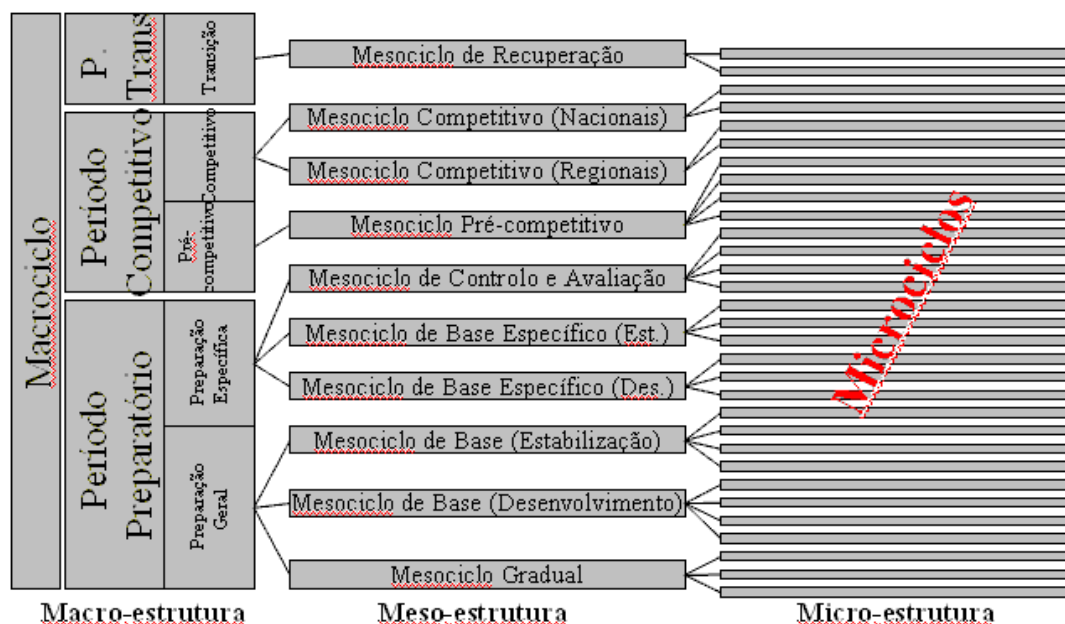 Macrociclo
P.
Trans
Transição
Período
Competitivo
Competitivo
Pré-
competitivo
Período
Preparatório
Preparação
Específica
Preparação
Geral
Mesociclo de Recuperação
Mesociclo Competitivo (Nacionais)
Mesociclo Competitivo (Regionais)
Mesociclo Pré-competitivo
Mesociclo de Controlo e Avaliação
Mesociclo de Base Específico (Est.)
Mesociclo de Base Específico (Des.)
Mesociclo de Base (Estabilização)
Mesociclo de Base (Desenvolvimento)
Mesociclo Gradual
Microciclos
Macro-estrutura
Meso-estrutura
Micro-estrutura